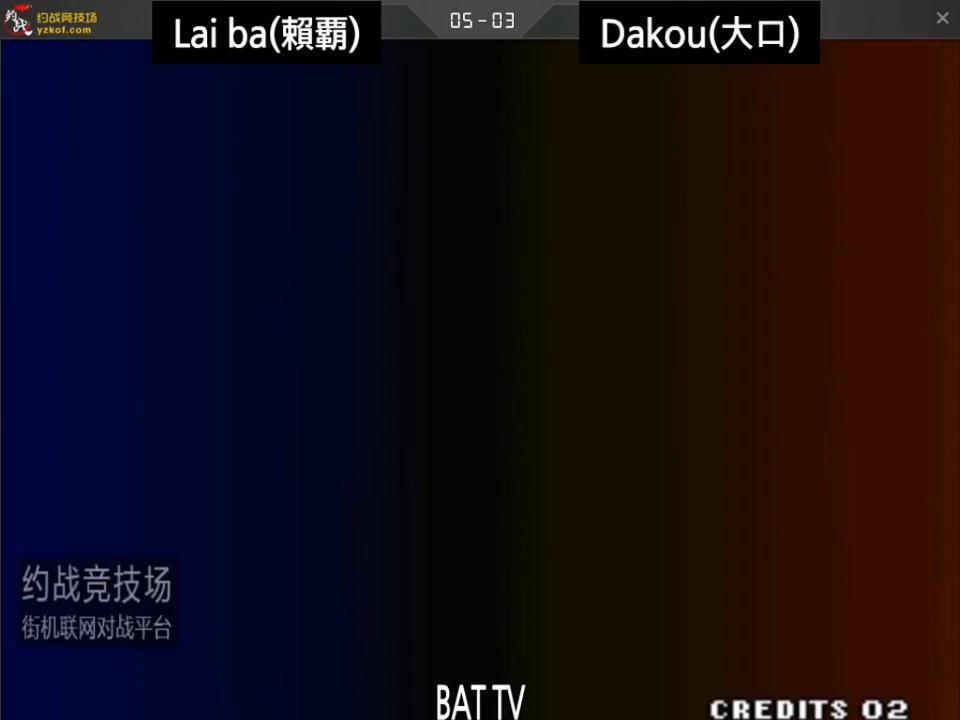 约战竞技场
yzkof.com
Lai ba(賴霸)
05-03
Dakou(大口)
约战竞技场
街机联网对战平台
BAT TV
CREDITS 02